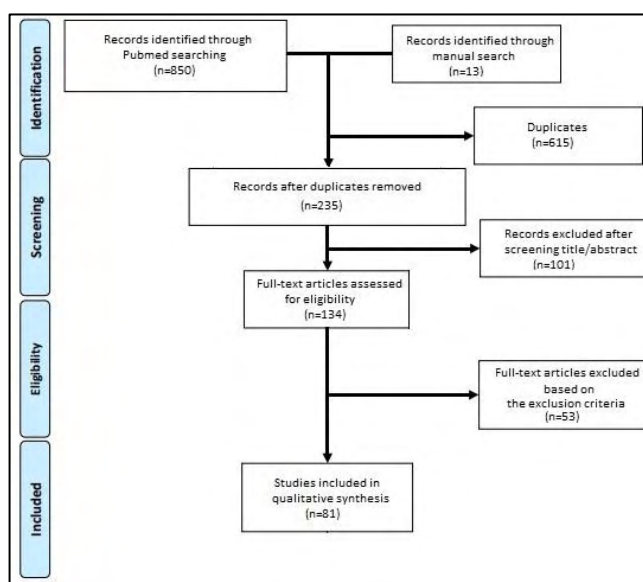 Identification
Records identified through
Pubmed searching
(n=850)
Records identified through
manual search
(n=13)
Duplicates
(n=615)
Screening
Records after duplicates removed
(n=235)
Records excluded after
screening title/abstract
(n=101)
Full-text articles assessed
for eligibility
(n=134)
Eligibility
Full-text articles excluded
based on
the exclusion criteria
(n=53)
Included
Studies included in
qualitative synthesis
(n=81)